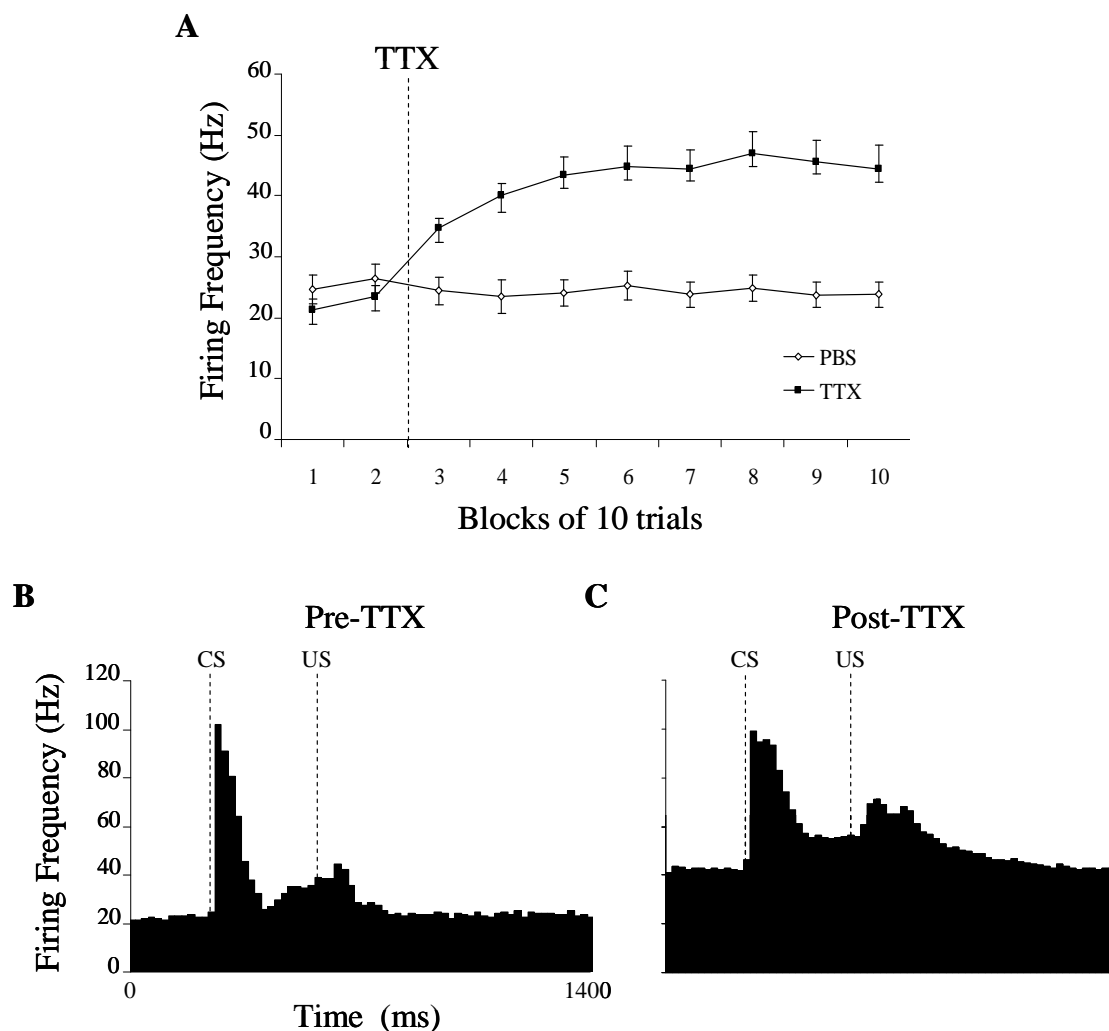 A
TTX
Firing Frequency (Hz)
60
50
40
30
20
10
0
PBS
TTX
1 2 3 4 5 6 7 8 9 10
Blocks of 10 trials
B
Pre-TTX
CS US
Firing Frequency (Hz)
120
100
80
60
40
20
0
0 1400
Time (ms)
C
Post-TTX
CS US